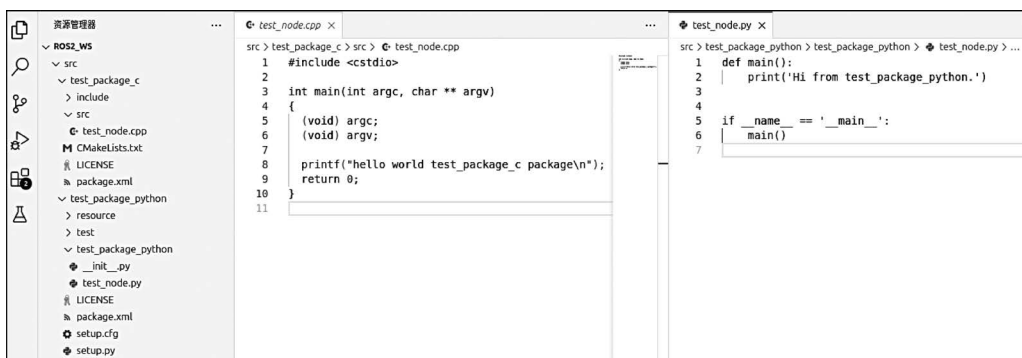 资源管理器 ...
ROS2_WS
src
test_package_c
include
src
test_node.cpp
CMakeLists.txt
LICENSE
package.xml
test_package_python
resource
test
test_package_python
__init__.py
test_node.py
LICENSE
package.xml
setup.cfg
setup.py
2
test_node.cpp × ...
src > test_package_c > src > test_node.cpp
1 #include <cstdio>
2
3 int main(int argc, char ** argv)
4 {
5 (void) argc;
6 (void) argv;
7
8 printf("hello world test_package_c package\n");
9 return 0;
10 }
11
test_node.py ×
src > test_package_python > test_package_python > test_node.py > ...
1 def main():
2 print('Hi from test_package_python.')
3
4
5 if __name__ == '__main__':
6 main()
7